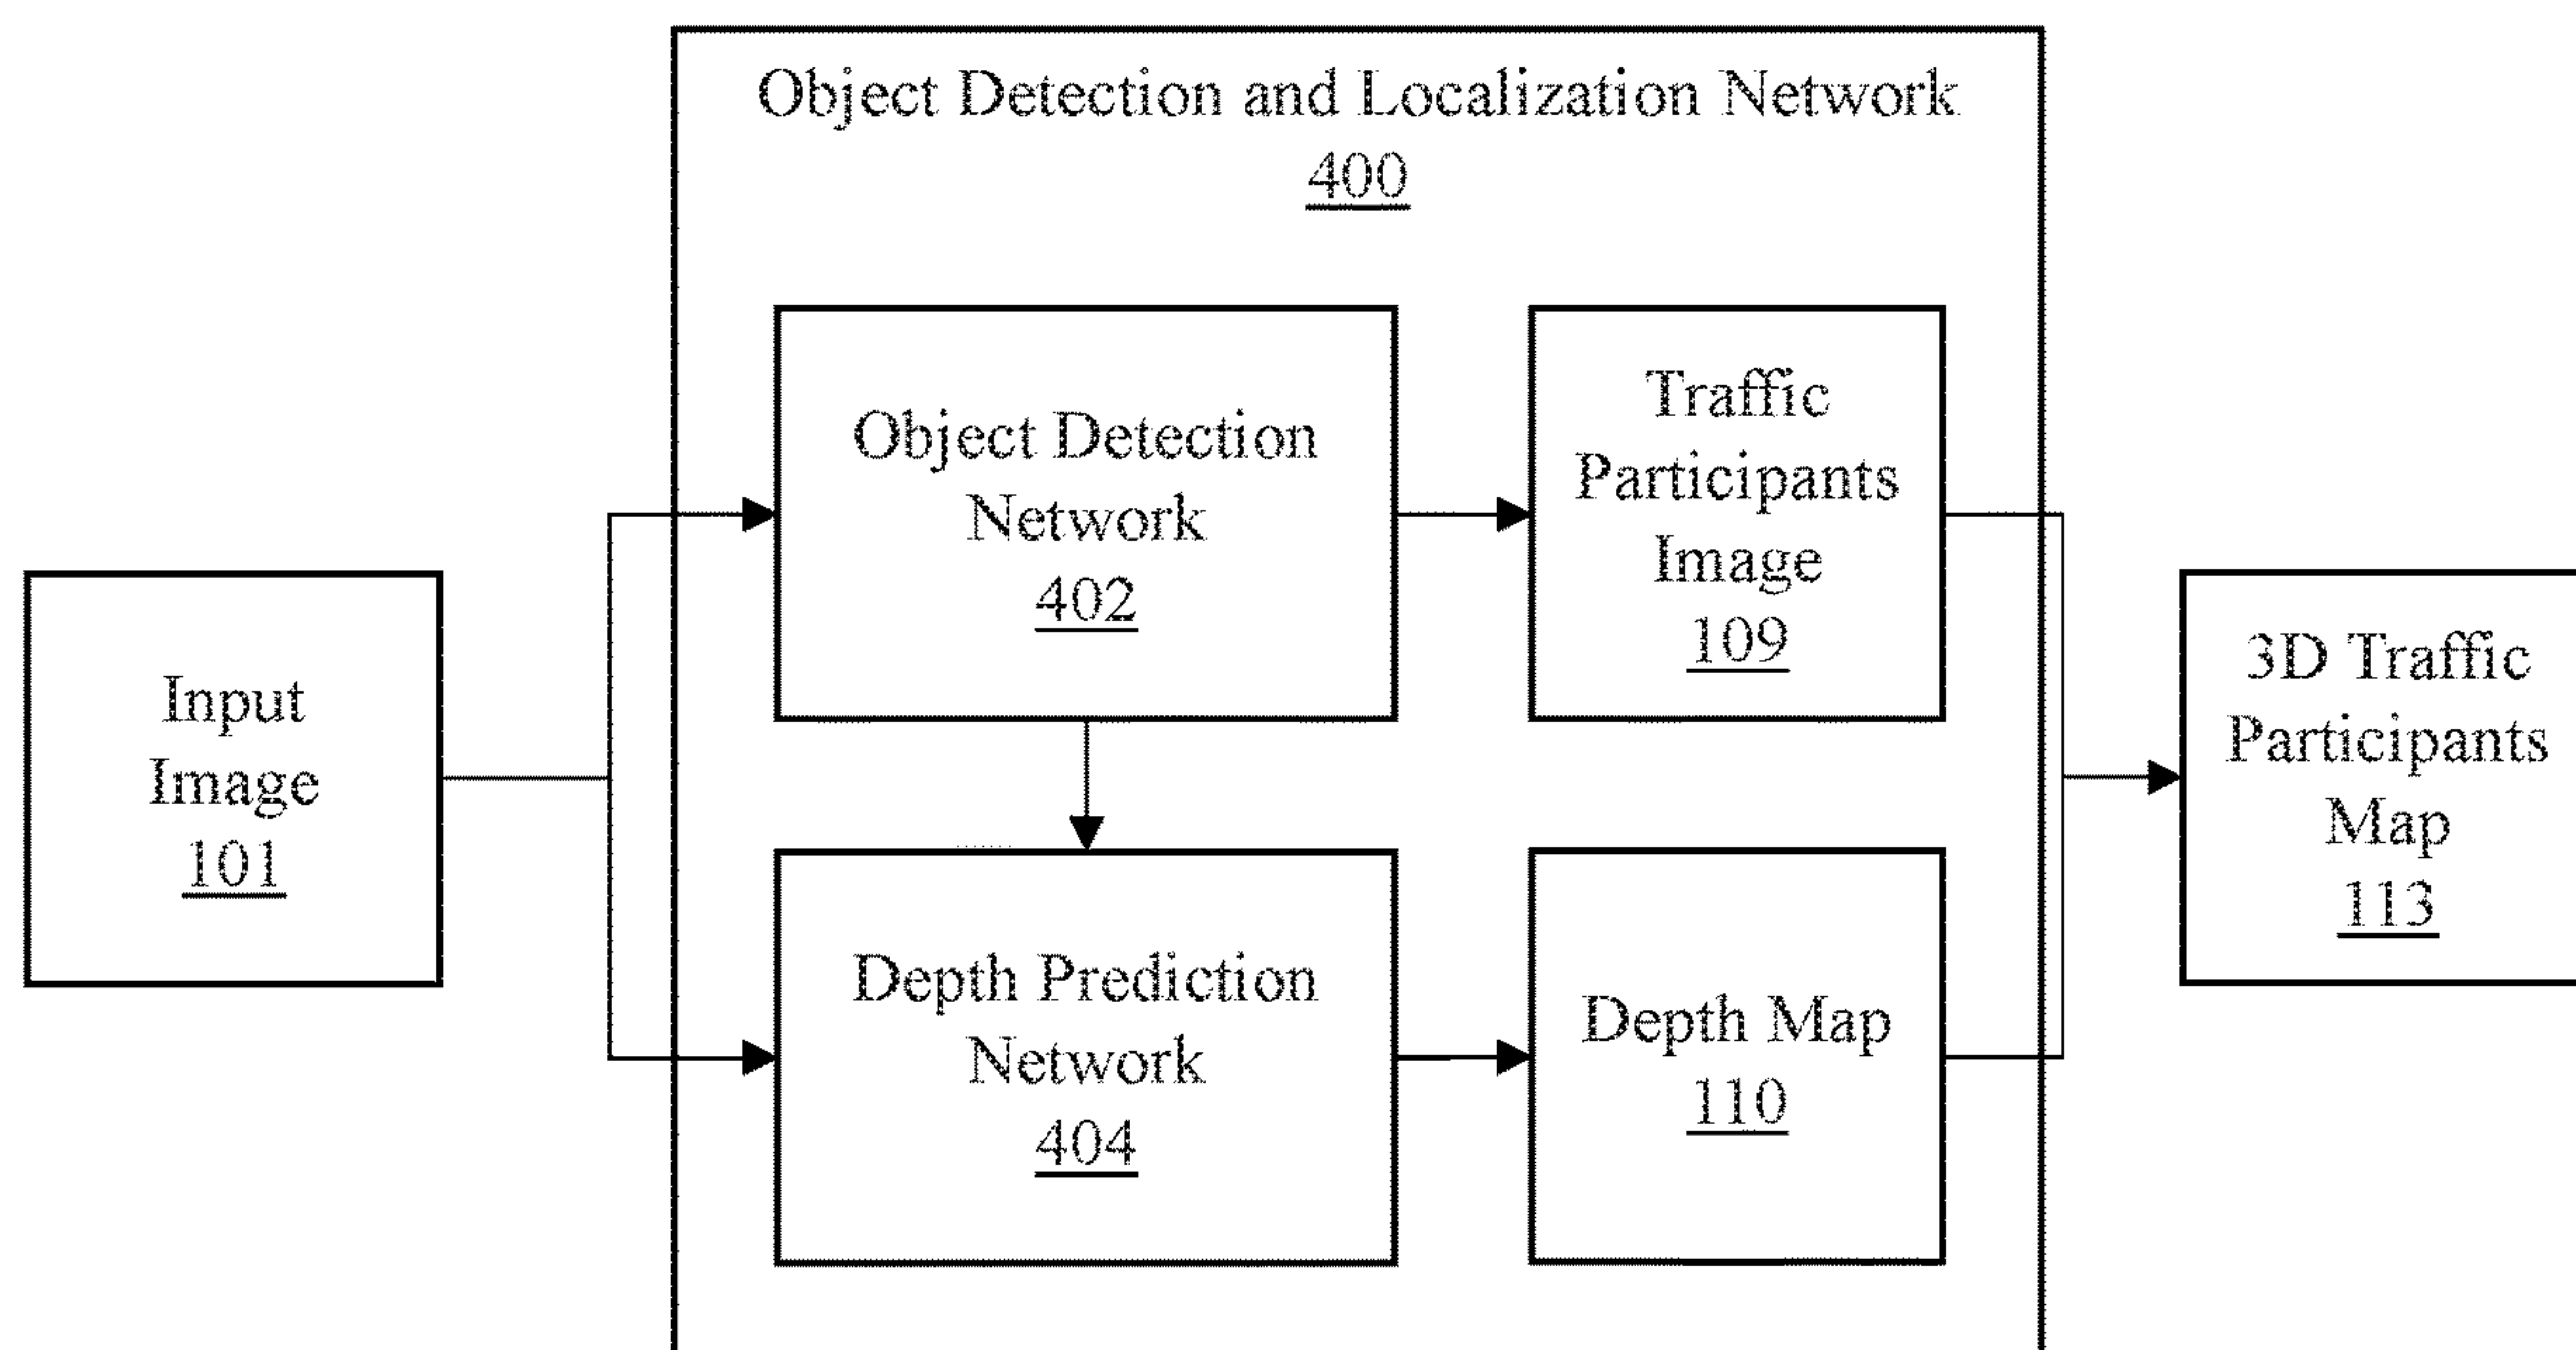 Object Detection and Localization Network
400
Input
Image
101
Object Detection
Network
402
Traffic
Participants
Image
109
Depth Prediction
Network
404
Depth Map
110
3D Traffic
Participants
Map
113